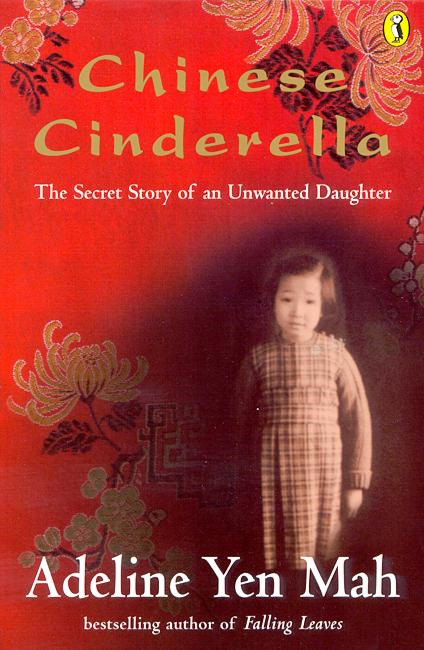 Chinese
Cinderella
The Secret Story of an Unwanted Daughter
Adeline Yen Mah
bestselling author of Falling Leaves